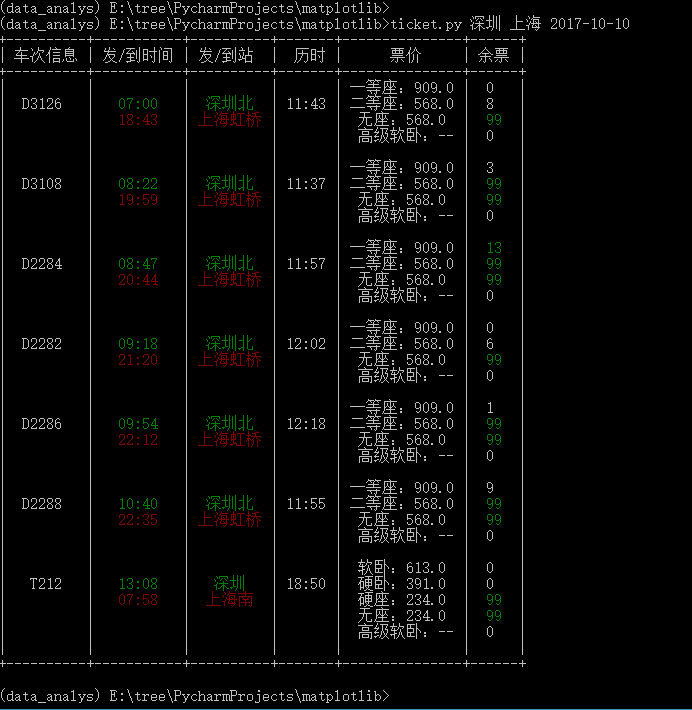 (data_analys) E:\tree\PycharmProjects\matplotlib>
(data_analys) E:\tree\PycharmProjects\matplotlib>ticket.py 深圳 上海 2017-10-10
+----------+-----------+----------+-------+---------------+------+
| 车次信息 | 发/到时间 | 发/到站 | 历时 | 票价 | 余票 |
+----------+-----------+----------+-------+---------------+------+
| | | | | 一等座：909.0 | 0 |
| D3126 | 07:00 | 深圳北 | 11:43 | 二等座：568.0 | 8 |
| | 18:43 | 上海虹桥 | | 无座：568.0 | 99 |
| | | | | 高级软卧：-- | 0 |
| | | | | 一等座：909.0 | 3 |
| D3108 | 08:22 | 深圳北 | 11:37 | 二等座：568.0 | 99 |
| | 19:59 | 上海虹桥 | | 无座：568.0 | 99 |
| | | | | 高级软卧：-- | 0 |
| | | | | 一等座：909.0 | 13 |
| D2284 | 08:47 | 深圳北 | 11:57 | 二等座：568.0 | 99 |
| | 20:44 | 上海虹桥 | | 无座：568.0 | 99 |
| | | | | 高级软卧：-- | 0 |
| | | | | 一等座：909.0 | 0 |
| D2282 | 09:18 | 深圳北 | 12:02 | 二等座：568.0 | 6 |
| | 21:20 | 上海虹桥 | | 无座：568.0 | 99 |
| | | | | 高级软卧：-- | 0 |
| | | | | 一等座：909.0 | 1 |
| D2286 | 09:54 | 深圳北 | 12:18 | 二等座：568.0 | 99 |
| | 22:12 | 上海虹桥 | | 无座：568.0 | 99 |
| | | | | 高级软卧：-- | 0 |
| | | | | 一等座：909.0 | 9 |
| D2288 | 10:40 | 深圳北 | 11:55 | 二等座：568.0 | 99 |
| | 22:35 | 上海虹桥 | | 无座：568.0 | 99 |
| | | | | 高级软卧：-- | 0 |
| | | | | 软卧：613.0 | 0 |
| T212 | 13:08 | 深圳 | 18:50 | 硬卧：391.0 | 0 |
| | 07:58 | 上海南 | | 硬座：234.0 | 99 |
| | | | | 无座：234.0 | 99 |
| | | | | 高级软卧：-- | 0 |
+----------+-----------+----------+-------+---------------+------+
(data_analys) E:\tree\PycharmProjects\matplotlib>